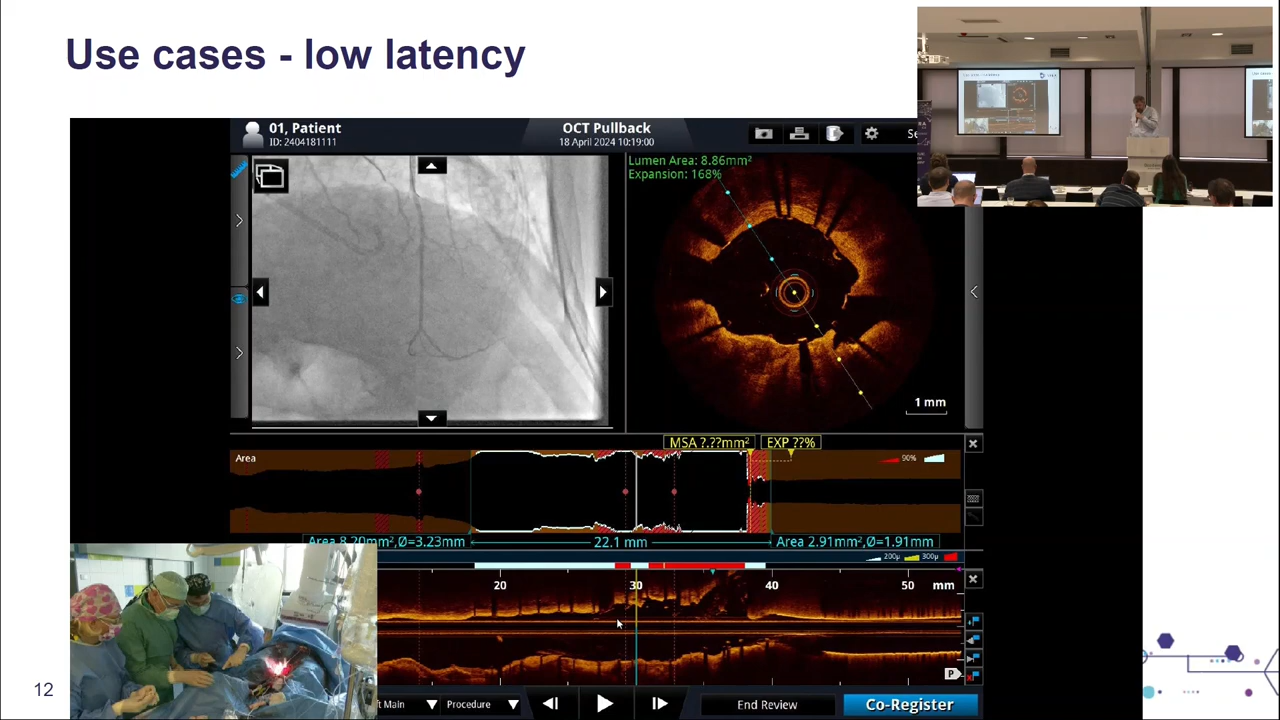 Use cases - low latency
01, Patient
ID: 2404181111
OCT Pullback
18 April 2024 10:19:00
Se
Lumen Area: 8.86mm²
Expansion: 168%
1 mm
MSA ?.??mm²
EXP ??%
Area
90%
Area 8.20mm²,Ø=3.23mm
22.1 mm
Area 2.91mm²,Ø=1.91mm
200µ
300µ
20
30
40
50
mm
P
12
t Main
Procedure
End Review
Co-Register